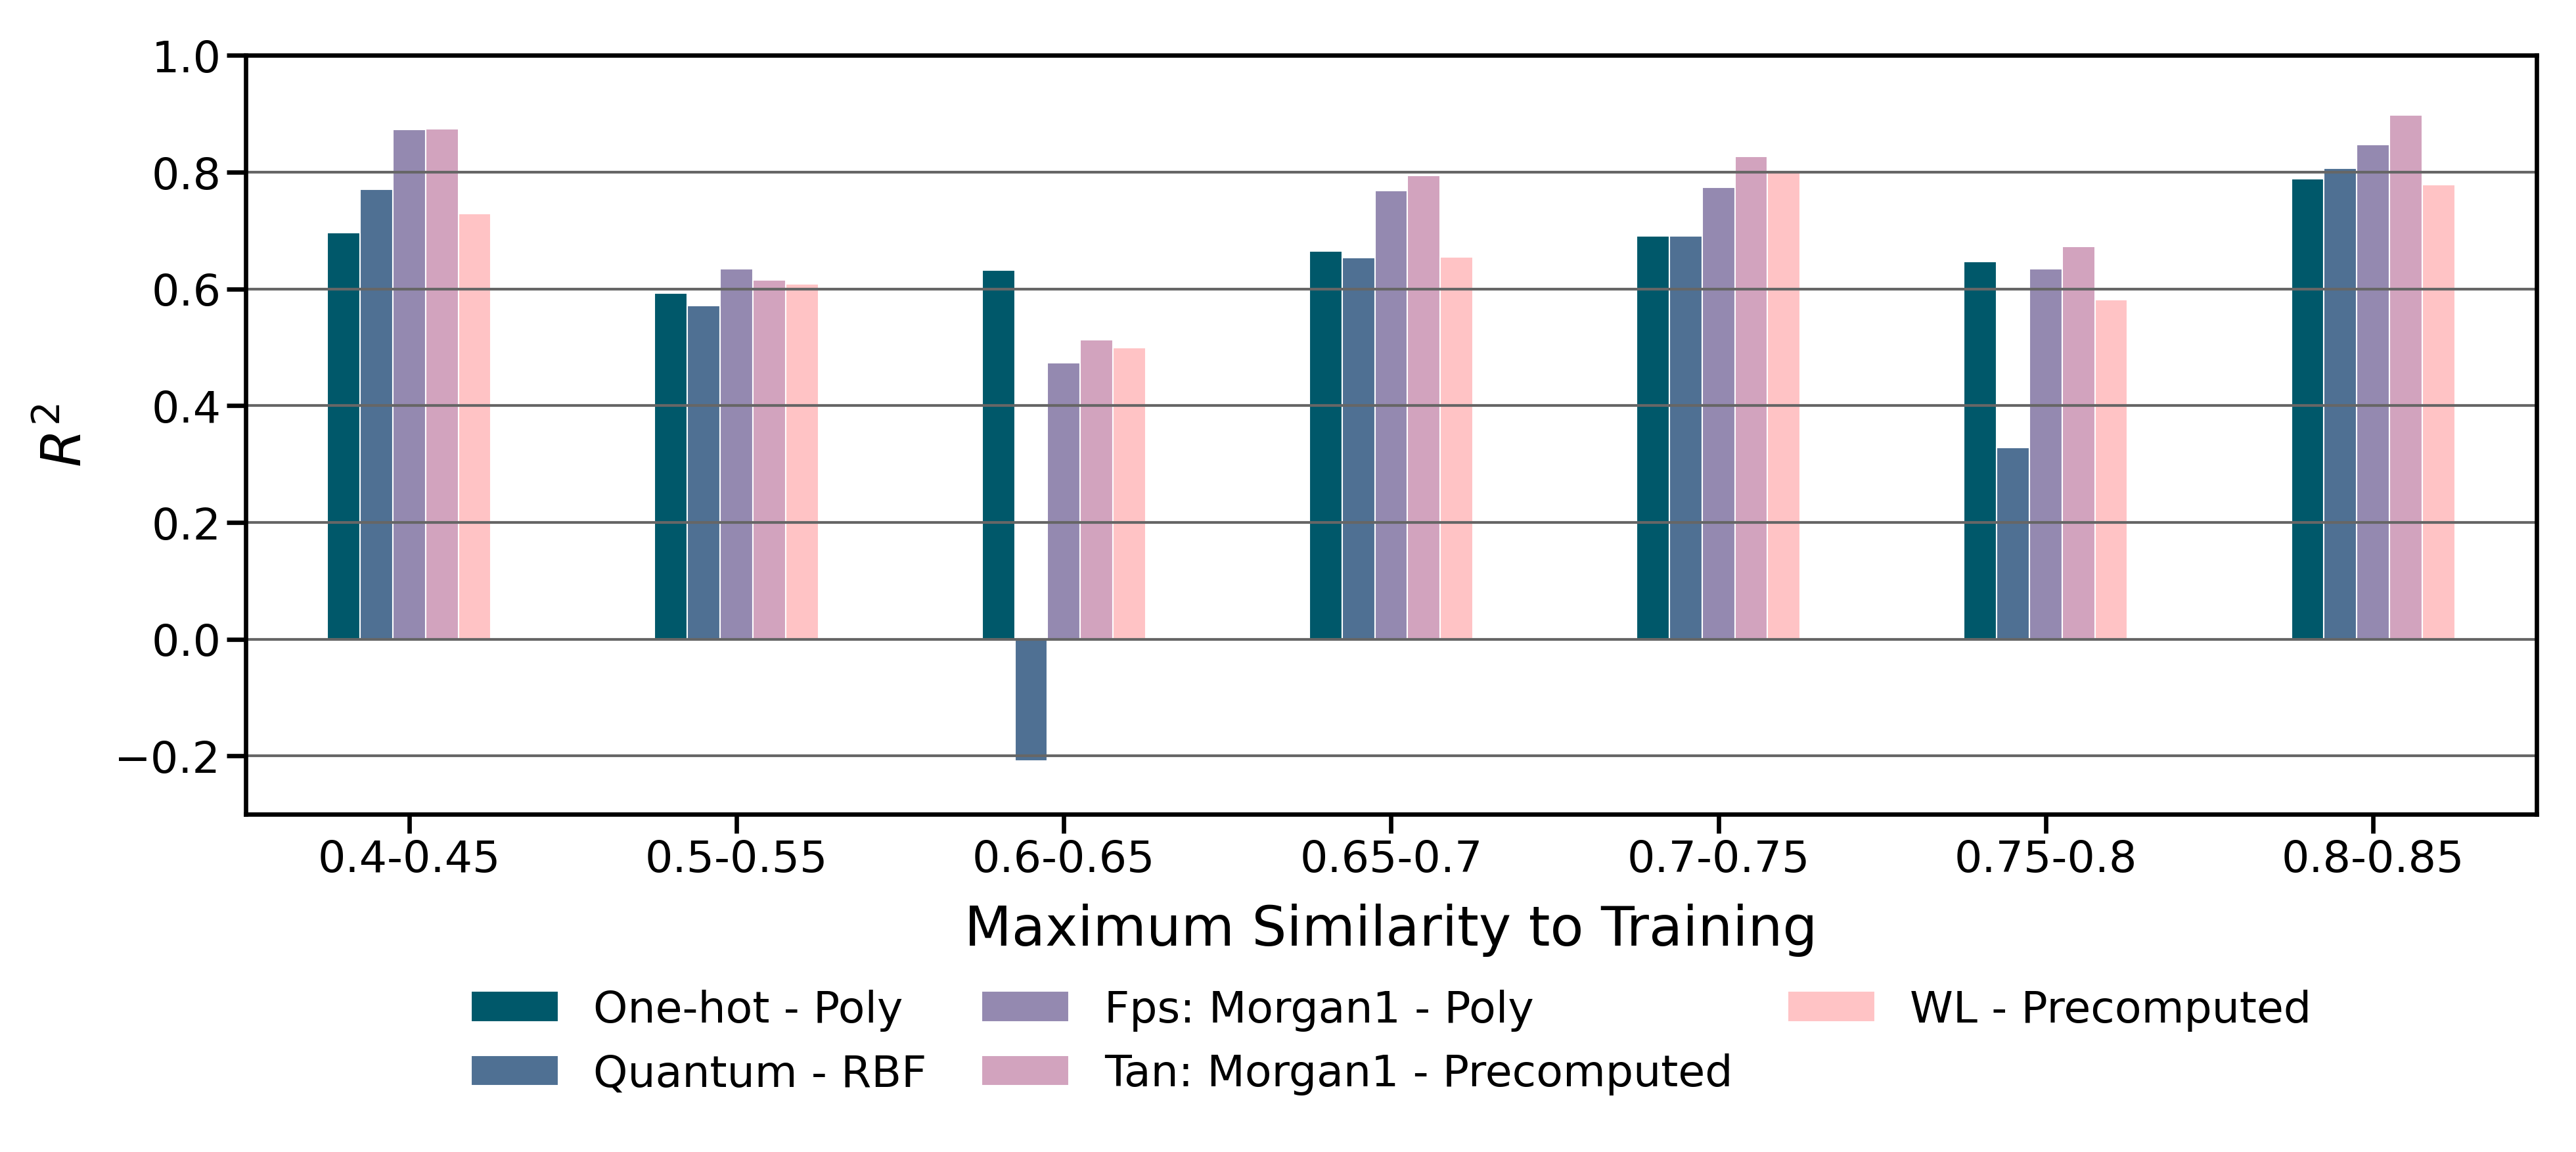 1.0
0.8
0.6
0.4
0.2
0.0
−0.2
R²
0.4-0.45 0.5-0.55 0.6-0.65 0.65-0.7 0.7-0.75 0.75-0.8 0.8-0.85
Maximum Similarity to Training
One-hot - Poly Fps: Morgan1 - Poly WL - Precomputed
Quantum - RBF Tan: Morgan1 - Precomputed